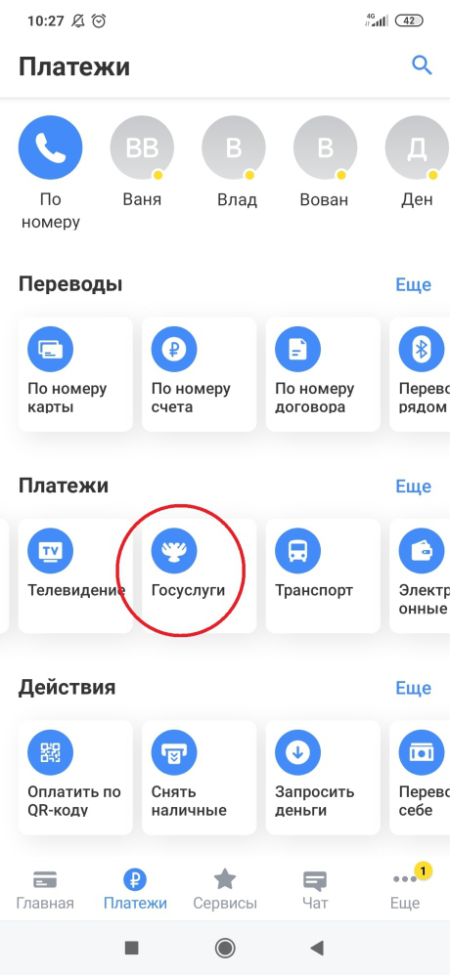 10:27 4G 42
Платежи
ВВ В В Д
По номеру
Ваня Влад Вован Ден
Переводы Еще
По номеру карты
По номеру счета
По номеру договора
Перево рядом
Платежи Еще
TV
Телевидение Госуслуги Транспорт
Электр онные
Действия Еще
Оплатить по QR-коду
Снять наличные
Запросить деньги
Перево себе
1
Главная Платежи Сервисы Чат Еще